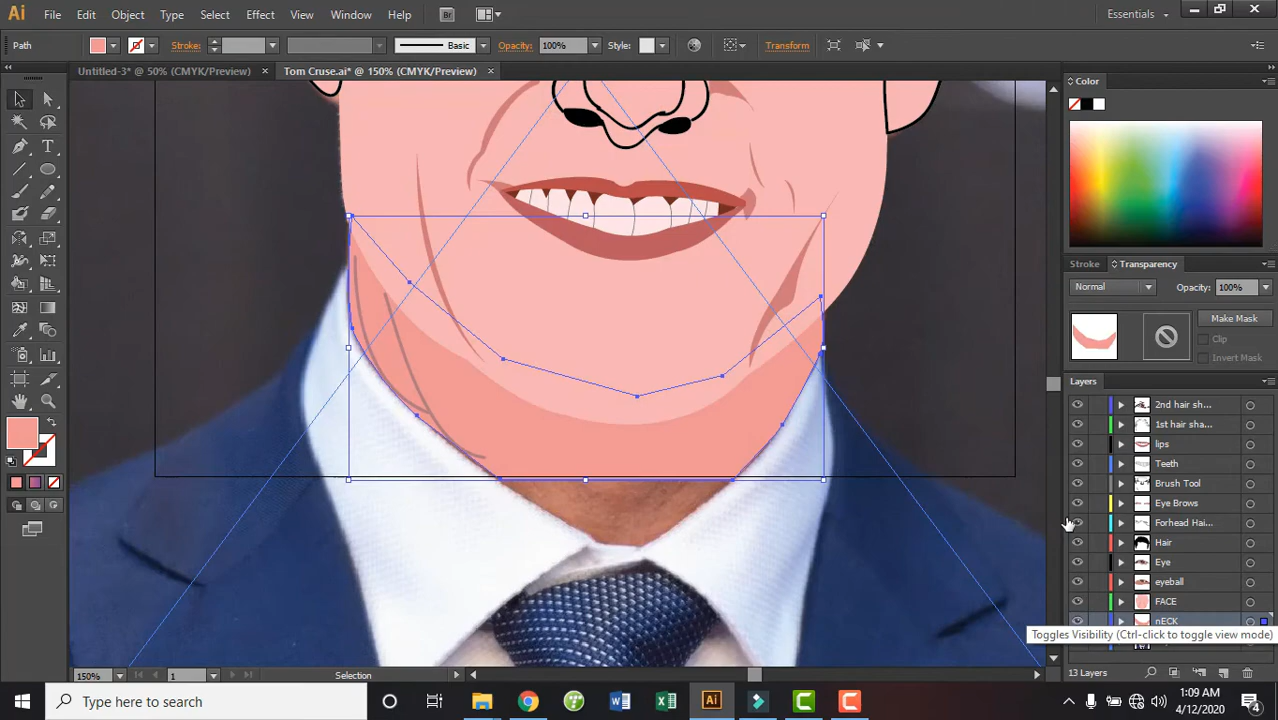 Ai File Edit Object Type Select Effect View Window Help Br Essentials
Path Stroke: Basic Opacity: 100% Style: Transform
Untitled-3* @ 50% (CMYK/Preview) × Tom Cruse.ai* @ 150% (CMYK/Preview) ×
Color
Stroke Transparency
Normal Opacity: 100%
Make Mask
Clip
Invert Mask
Layers
2nd hair sh...
1st hair sha...
lips
Teeth
Brush Tool
Eye Brows
Forhead Hai...
Hair
Eye
eyeball
FACE
nECK
Toggles Visibility (Ctrl-click to toggle view mode)
13 Layers
150% 1 Selection
Type here to search
1:09 AM
4/12/2020
4